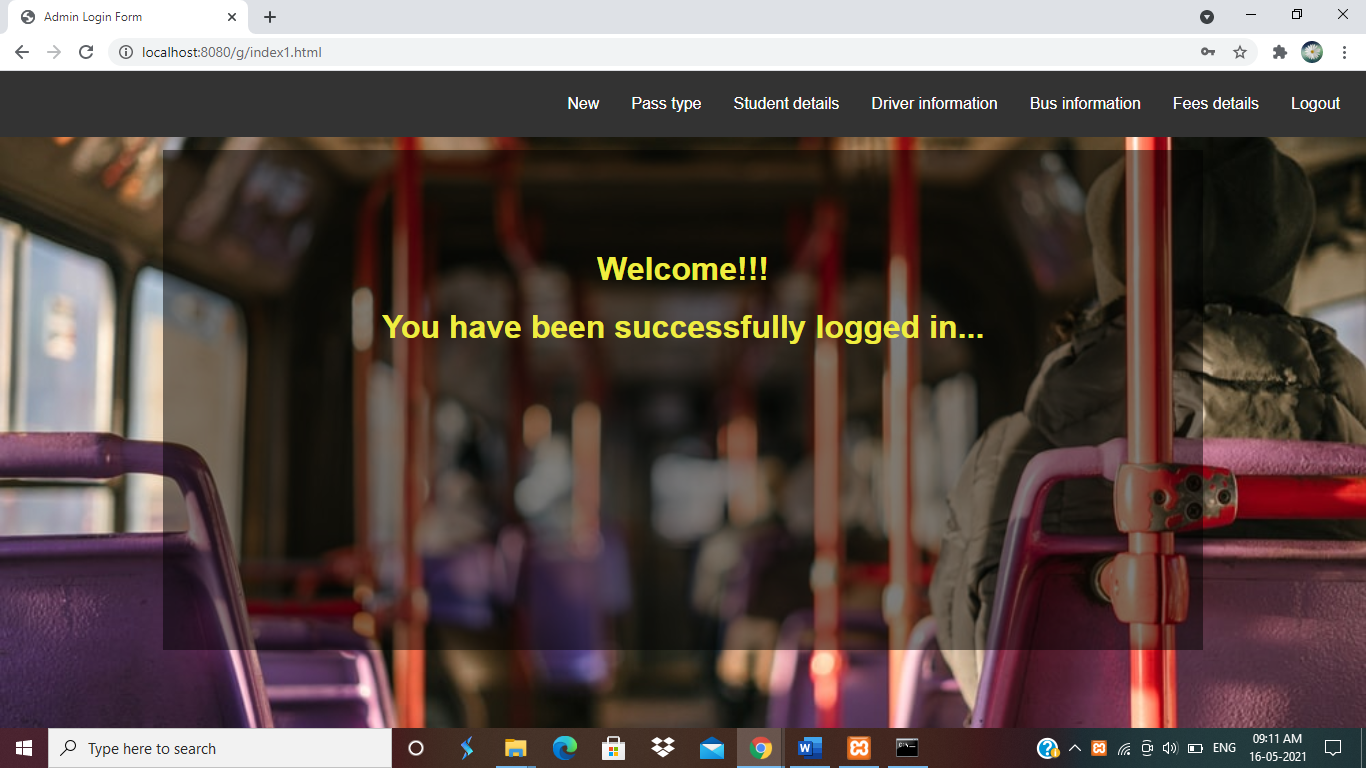 Admin Login Form
localhost:8080/g/index1.html
New Pass type Student details Driver information Bus information Fees details Logout
Welcome!!!
You have been successfully logged in...
Type here to search
ENG
09:11 AM
16-05-2021